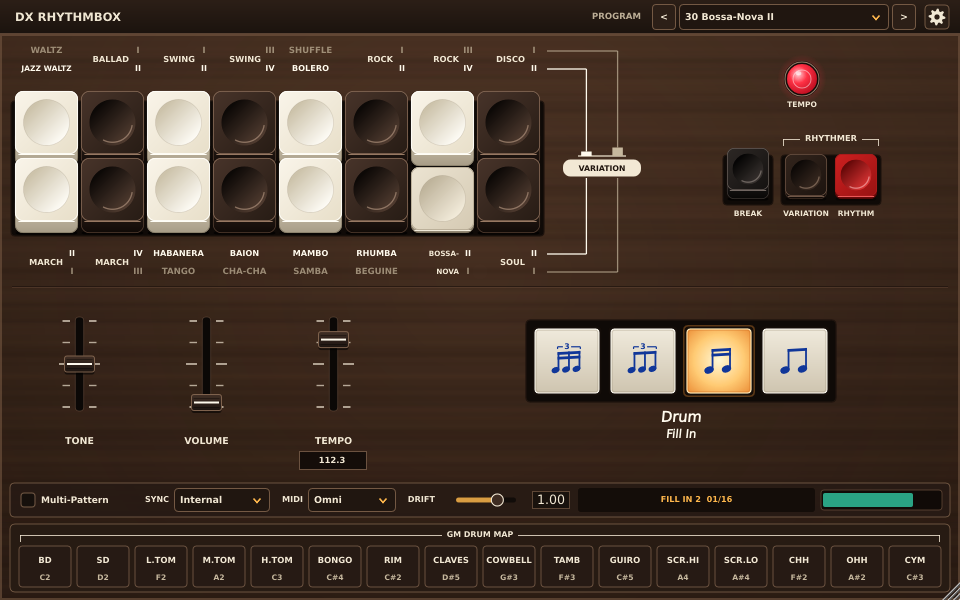 DX RHYTHMBOX
PROGRAM < 30 Bossa-Nova II >
WALTZ JAZZ WALTZ
BALLAD I II
SWING I II
SWING III IV
SHUFFLE BOLERO
ROCK I II
ROCK III IV
DISCO I II
VARIATION
TEMPO
RHYTHMER
BREAK VARIATION RHYTHM
MARCH II I
MARCH IV III
HABANERA TANGO
BAION CHA-CHA
MAMBO SAMBA
RHUMBA BEGUINE
BOSSA-NOVA II I
SOUL II I
3 3
Drum
Fill In
TONE VOLUME TEMPO
112.3
Multi-Pattern SYNC Internal MIDI Omni DRIFT 1.00 FILL IN 2 01/16
GM DRUM MAP
BD SD L.TOM M.TOM H.TOM BONGO RIM CLAVES COWBELL TAMB GUIRO SCR.HI SCR.LO CHH OHH CYM
C2 D2 F2 A2 C3 C#4 C#2 D#5 G#3 F#3 C#5 A4 A#4 F#2 A#2 C#3